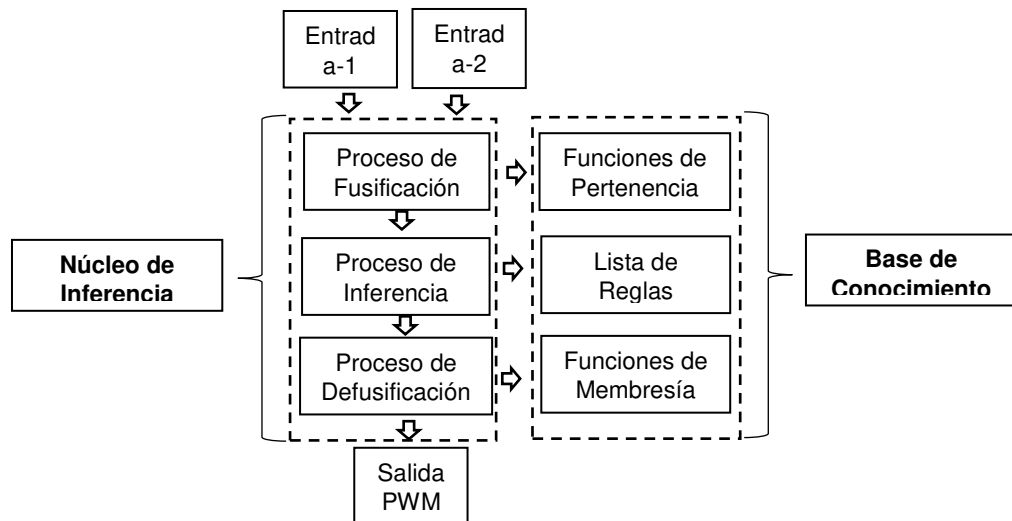 Entrad
a-1
Entrad
a-2
Proceso de
Fusificación
Funciones de
Pertenencia
Núcleo de
Inferencia
Proceso de
Inferencia
Lista de
Reglas
Base de
Conocimiento
Proceso de
Defusificación
Funciones de
Membresía
Salida
PWM